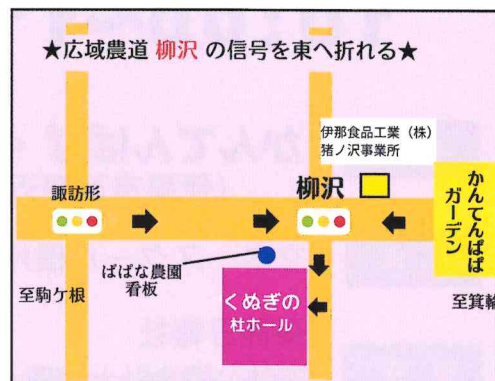 ★広域農道 柳沢 の信号を東へ折れる★
伊那食品工業（株）
猪ノ沢事業所
諏訪形
柳沢
かんてんぱぱ
ガーデン
ばばな農園
看板
至駒ケ根
くぬぎの
杜ホール
至箕輪